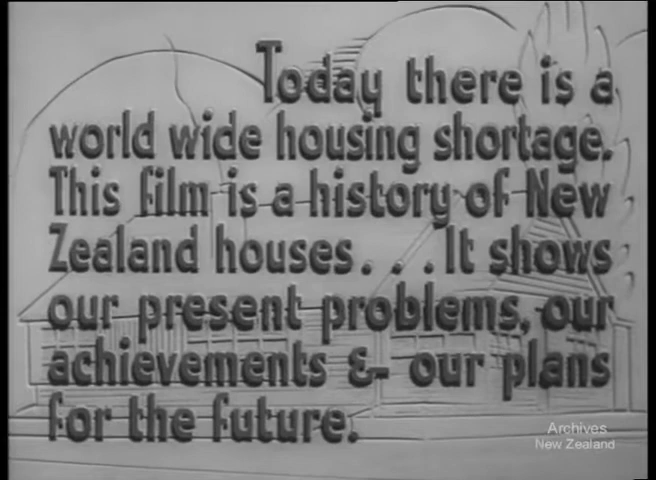 Today there is a
world wide housing shortage.
This film is a history of New
Zealand houses... It shows
our present problems, our
achievements & our plans
for the future.
Archives
New Zealand